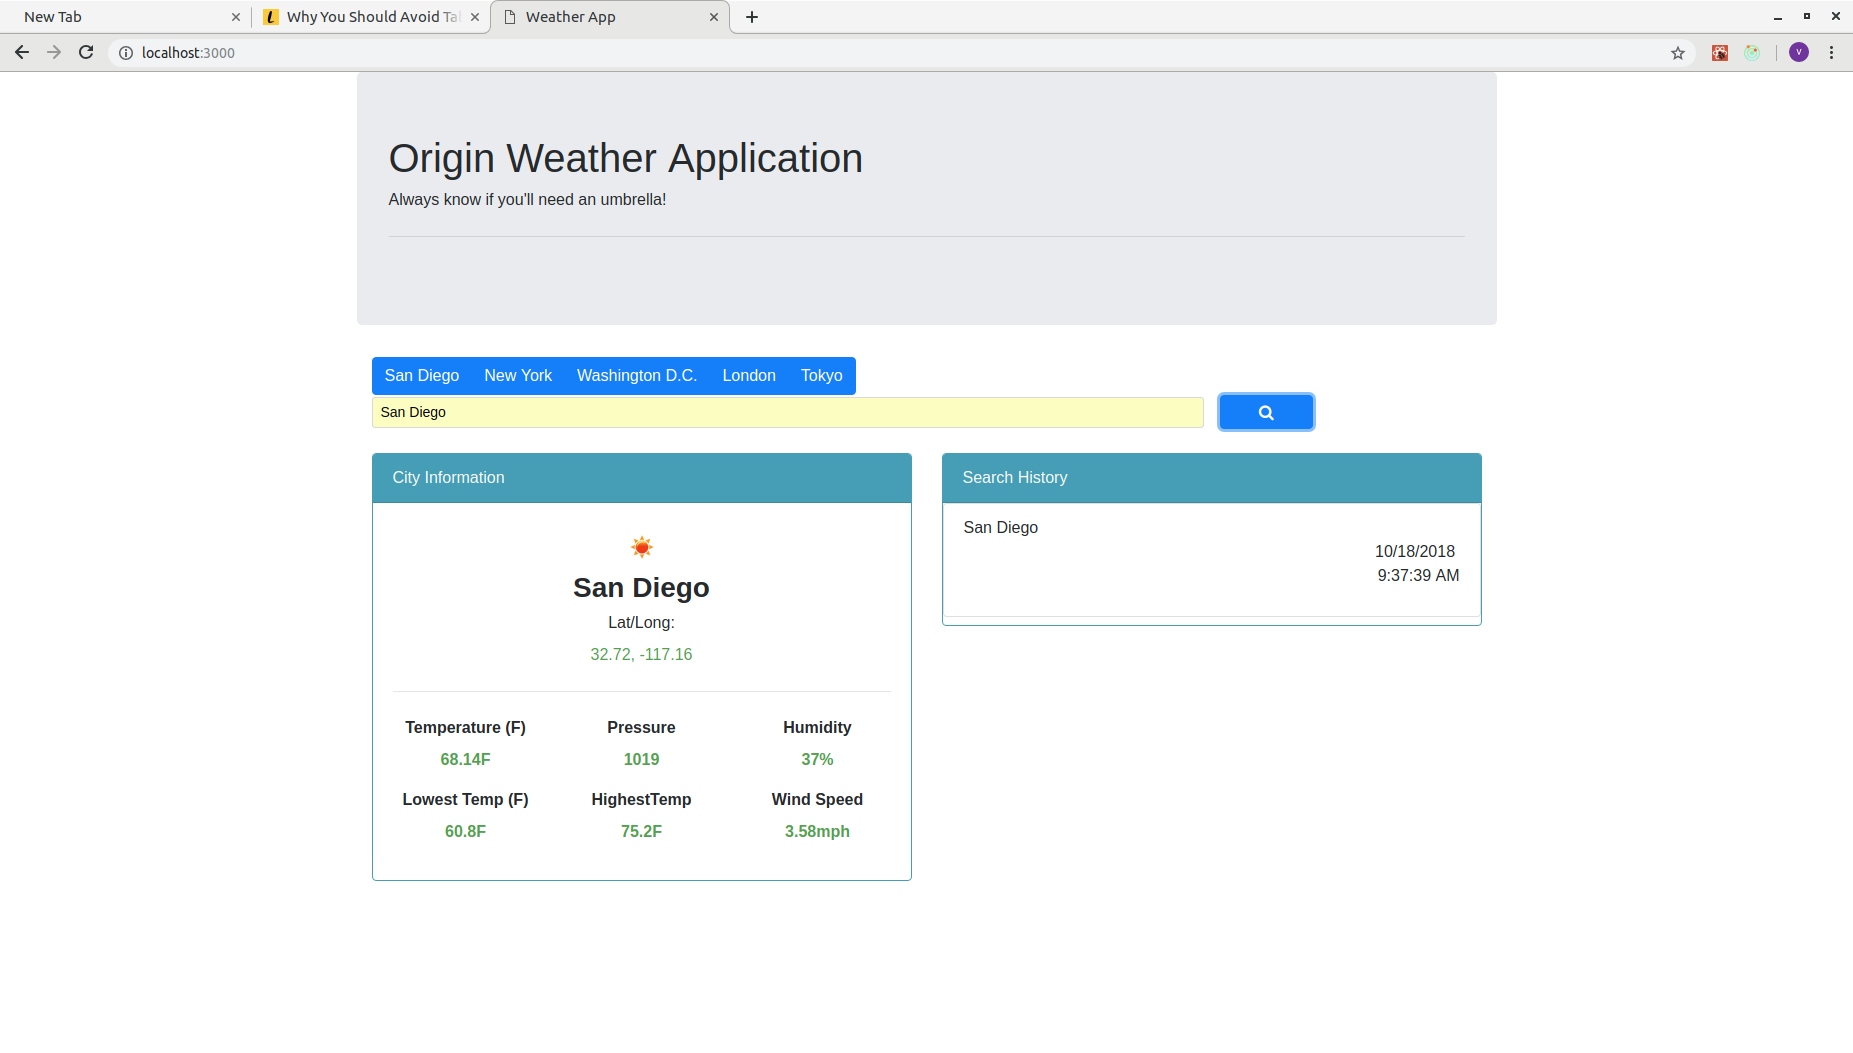 New Tab
Why You Should Avoid Ta
Weather App
localhost:3000
V
Origin Weather Application
Always know if you'll need an umbrella!
San Diego New York Washington D.C. London Tokyo
San Diego
City Information
San Diego
Lat/Long:
32.72, -117.16
Temperature (F) Pressure Humidity
68.14F 1019 37%
Lowest Temp (F) HighestTemp Wind Speed
60.8F 75.2F 3.58mph
Search History
San Diego
10/18/2018
9:37:39 AM